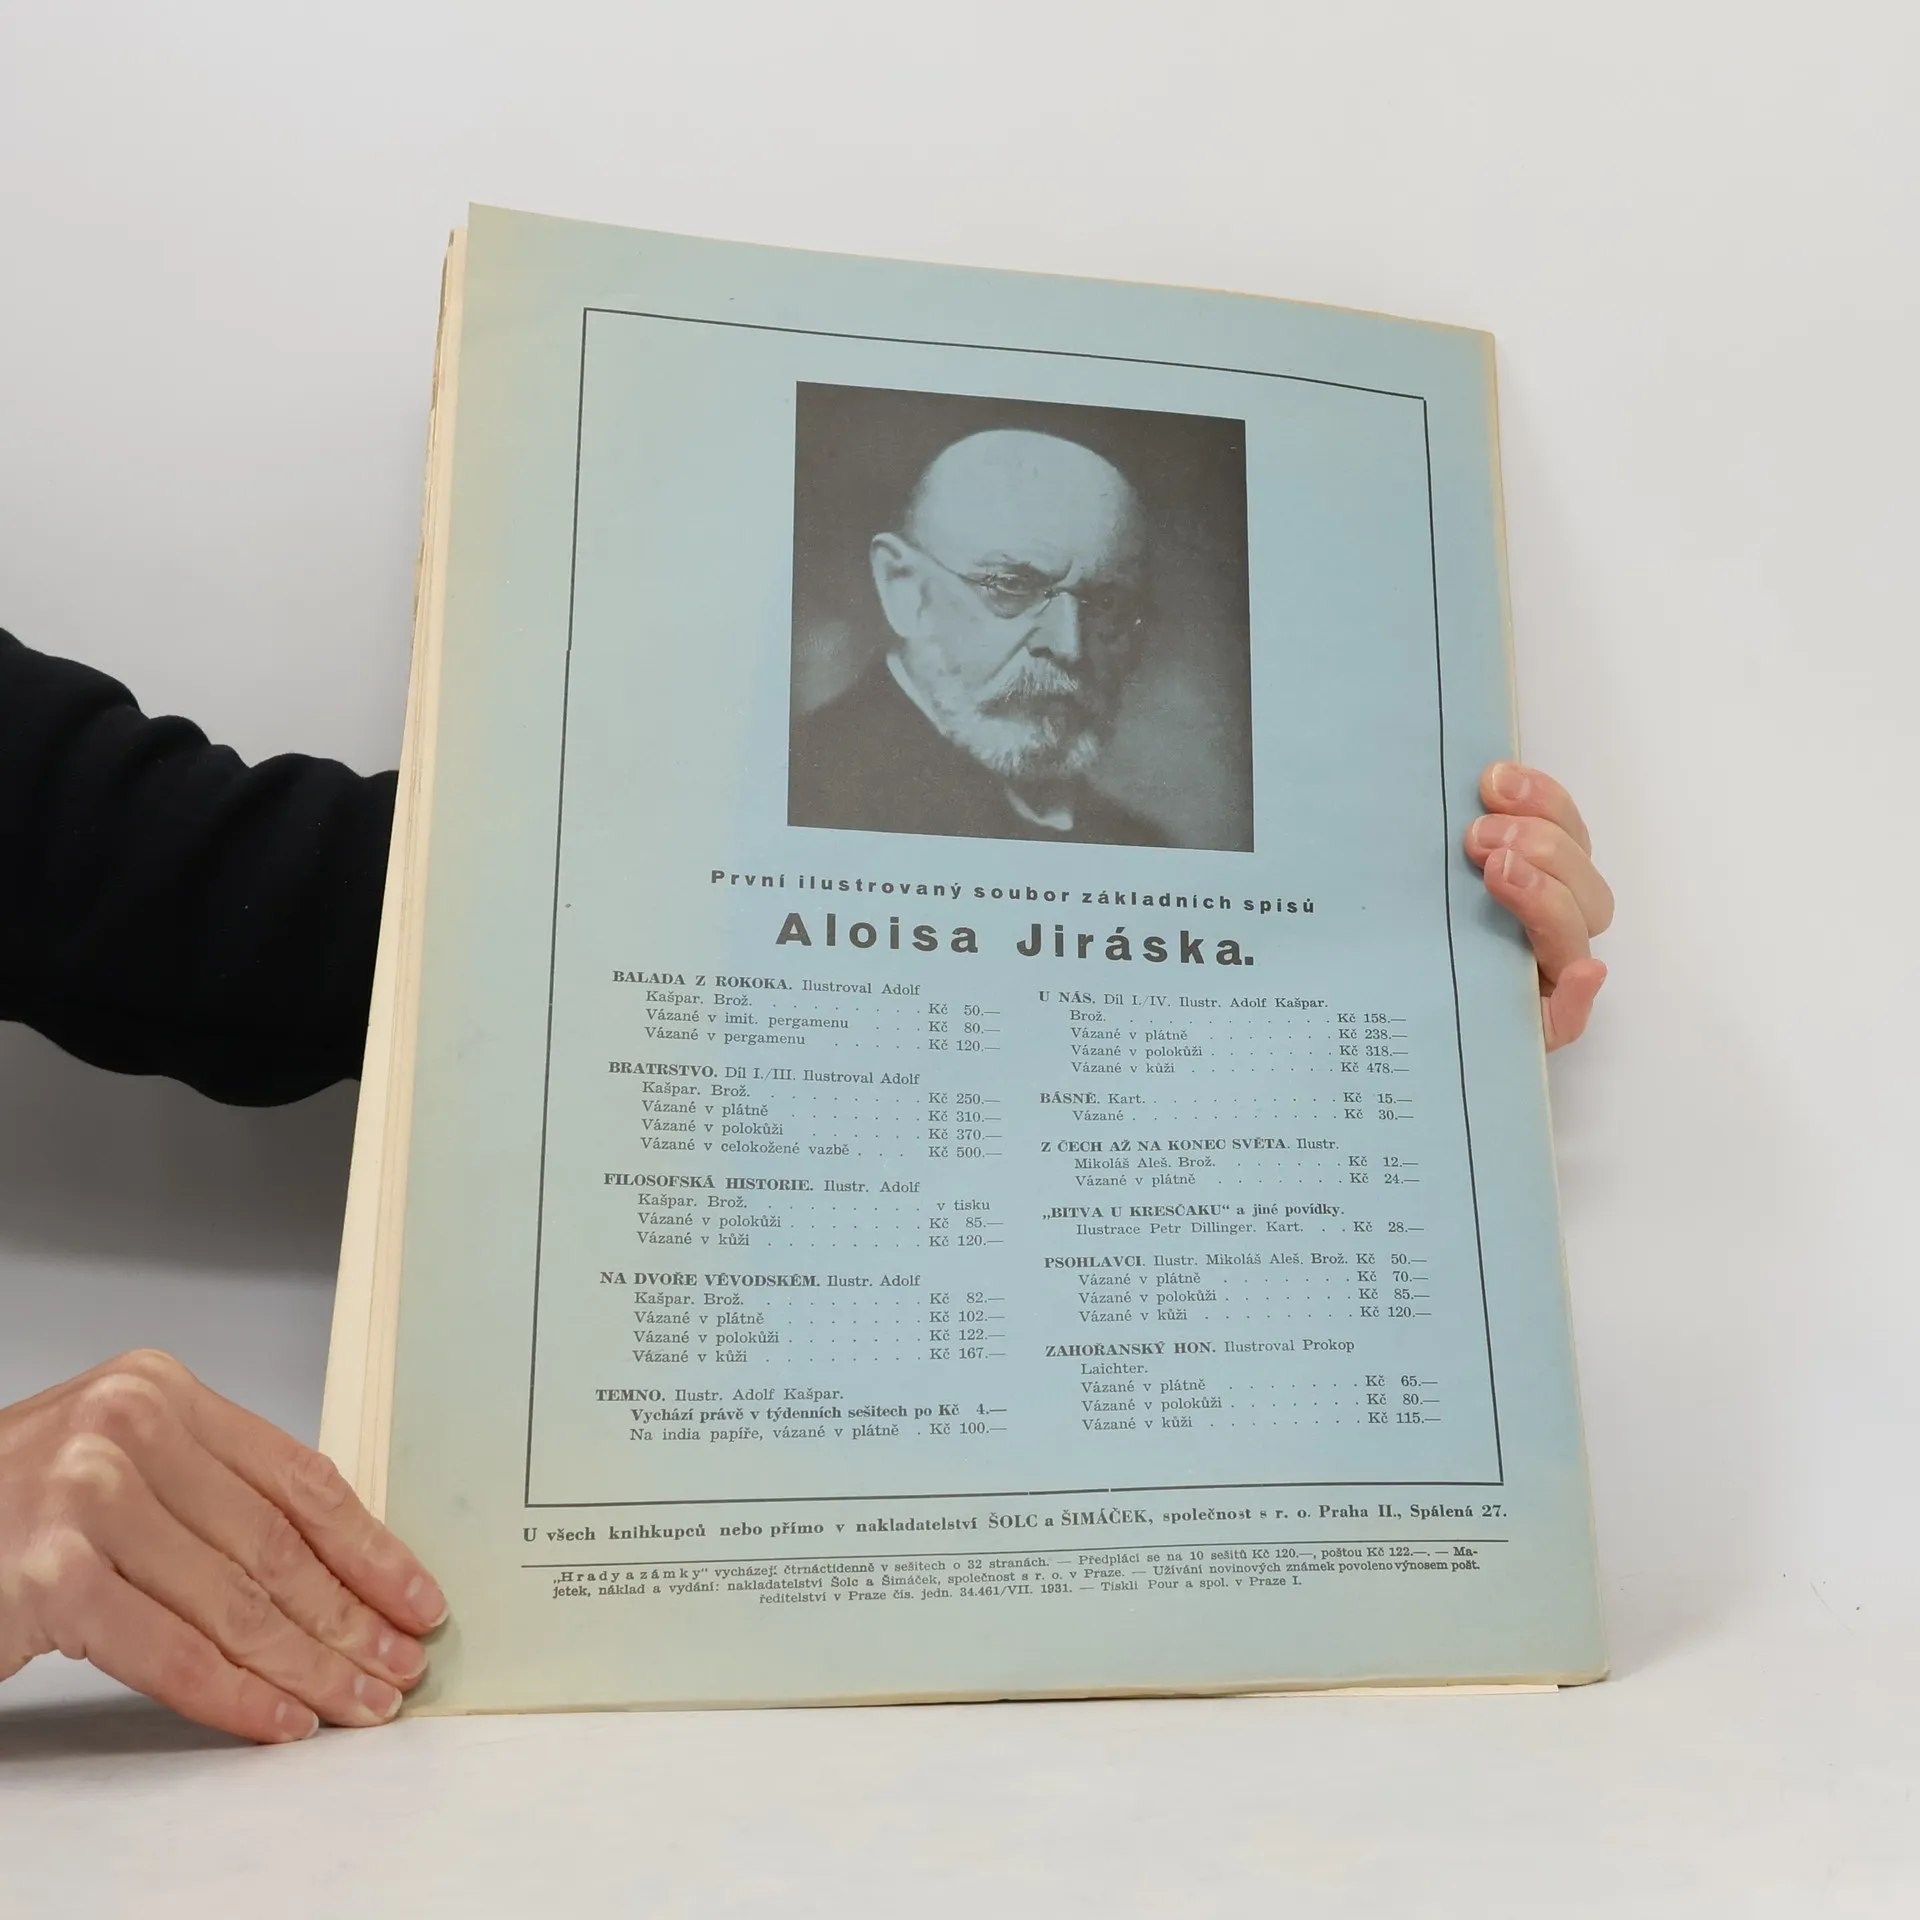 První ilustrovaný soubor základních spisů
Aloisa Jiráska.
BALADA Z ROKOKA. Ilustroval Adolf
Kašpar. Brož. . . . . . . . . Kč 50.—
Vázané v imit. pergamenu . . . Kč 80.—
Vázané v pergamenu . . . . . Kč 120.—
BRATRSTVO. Díl I./III. Ilustroval Adolf
Kašpar. Brož. . . . . . . . . Kč 250.—
Vázané v plátně . . . . . . . Kč 310.—
Vázané v polokůži . . . . . . Kč 370.—
Vázané v celokožené vazbě . . . Kč 500.—
FILOSOFSKÁ HISTORIE. Ilustr. Adolf
Kašpar. Brož. . . . . . . . . v tisku
Vázané v polokůži . . . . . . . Kč 85.—
Vázané v kůži . . . . . . . . Kč 120.—
NA DVOŘE VÉVODSKÉM. Ilustr. Adolf
Kašpar. Brož. . . . . . . . . Kč 82.—
Vázané v plátně . . . . . . . Kč 102.—
Vázané v polokůži . . . . . . . Kč 122.—
Vázané v kůži . . . . . . . . Kč 167.—
TEMNO. Ilustr. Adolf Kašpar.
Vychází právě v týdenních sešitech po Kč 4.—
Na india papíře, vázané v plátně . Kč 100.—
U NÁS. Díl I./IV. Ilustr. Adolf Kašpar.
Brož. . . . . . . . . . . . Kč 158.—
Vázané v plátně . . . . . . . Kč 238.—
Vázané v polokůži . . . . . . . Kč 318.—
Vázané v kůži . . . . . . . . Kč 478.—
BÁSNĚ. Kart. . . . . . . . . . . Kč 15.—
Vázané . . . . . . . . . . . Kč 30.—
Z ČECH AŽ NA KONEC SVĚTA. Ilustr.
Mikoláš Aleš. Brož. . . . . . . Kč 12.—
Vázané v plátně . . . . . . . Kč 24.—
„BITVA U KRESČAKU“ a jiné povídky.
Ilustrace Petr Dillinger. Kart. . . Kč 28.—
PSOHLAVCI. Ilustr. Mikoláš Aleš. Brož. Kč 50.—
Vázané v plátně . . . . . . . Kč 70.—
Vázané v polokůži . . . . . . . Kč 85.—
Vázané v kůži . . . . . . . . Kč 120.—
ZAHOŘANSKÝ HON. Ilustroval Prokop
Laichter.
Vázané v plátně . . . . . . . Kč 65.—
Vázané v polokůži . . . . . . . Kč 80.—
Vázané v kůži . . . . . . . . Kč 115.—
U všech knihkupců nebo přímo v nakladatelství ŠOLC a ŠIMÁČEK, společnost s r. o. Praha II., Spálená 27.
„Hrady a zámky“ vycházejí čtrnáctidenně v sešitech o 32 stranách. — Předplácí se na 10 sešitů Kč 120.—, poštou Kč 122.—. — Ma-
jetek, náklad a vydání: nakladatelství Šolc a Šimáček, společnost s r. o. v Praze. — Užívání novinových známek povoleno výnosem pošt.
ředitelství v Praze čís. jedn. 34.461/VII. 1931. — Tiskli Pour a spol. v Praze I.